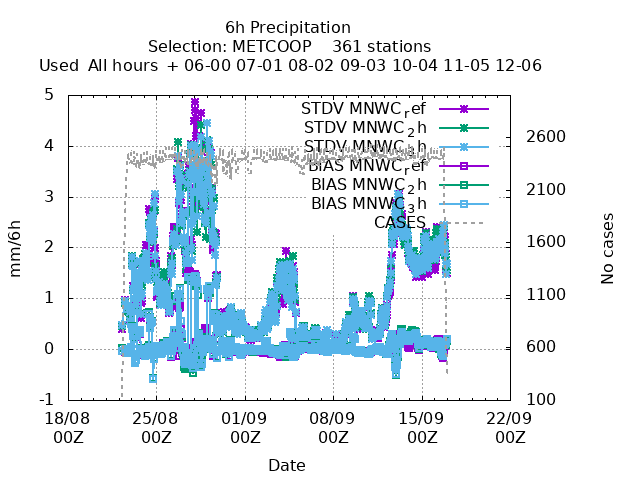 6h Precipitation
Selection: METCOOP 361 stations
Used All hours + 06-00 07-01 08-02 09-03 10-04 11-05 12-06
STDV MNWC_ref
STDV MNWC_2h
STDV MNWC_3h
BIAS MNWC_ref
BIAS MNWC_2h
BIAS MNWC_3h
CASES
5
4
3
2
1
0
-1
2600
2100
1600
1100
600
100
mm/6h
No cases
18/08 25/08 01/09 08/09 15/09 22/09
00Z 00Z 00Z 00Z 00Z 00Z
Date